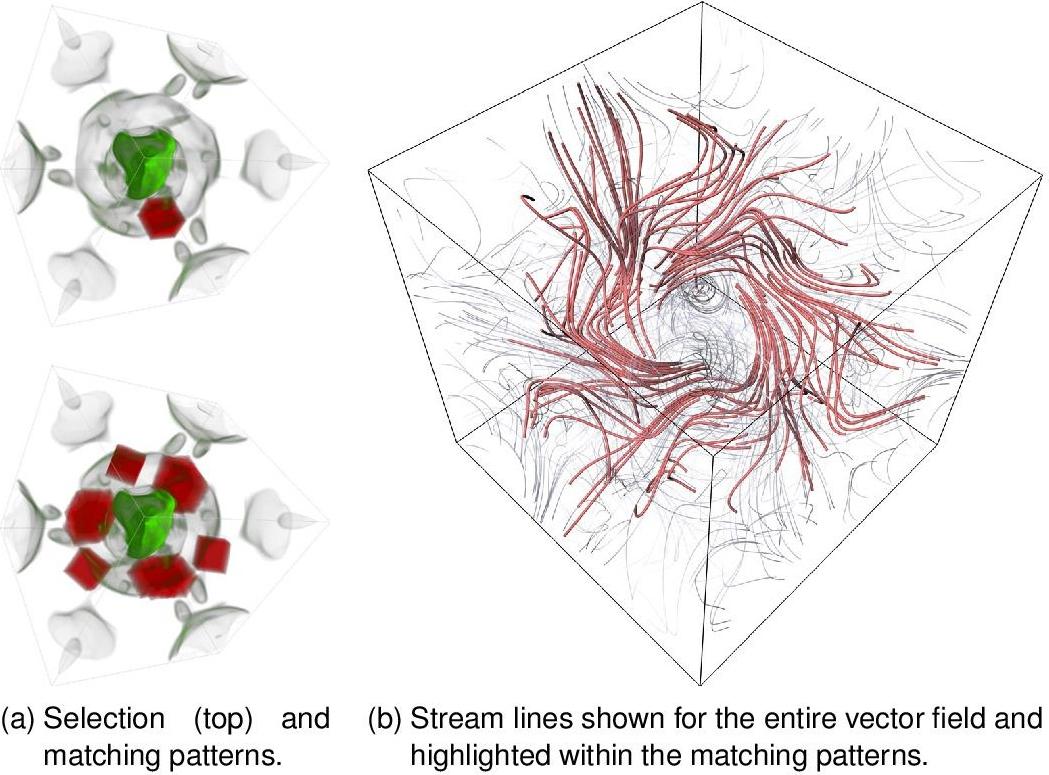 (a) Selection (top) and
matching patterns.
(b) Stream lines shown for the entire vector field and
highlighted within the matching patterns.